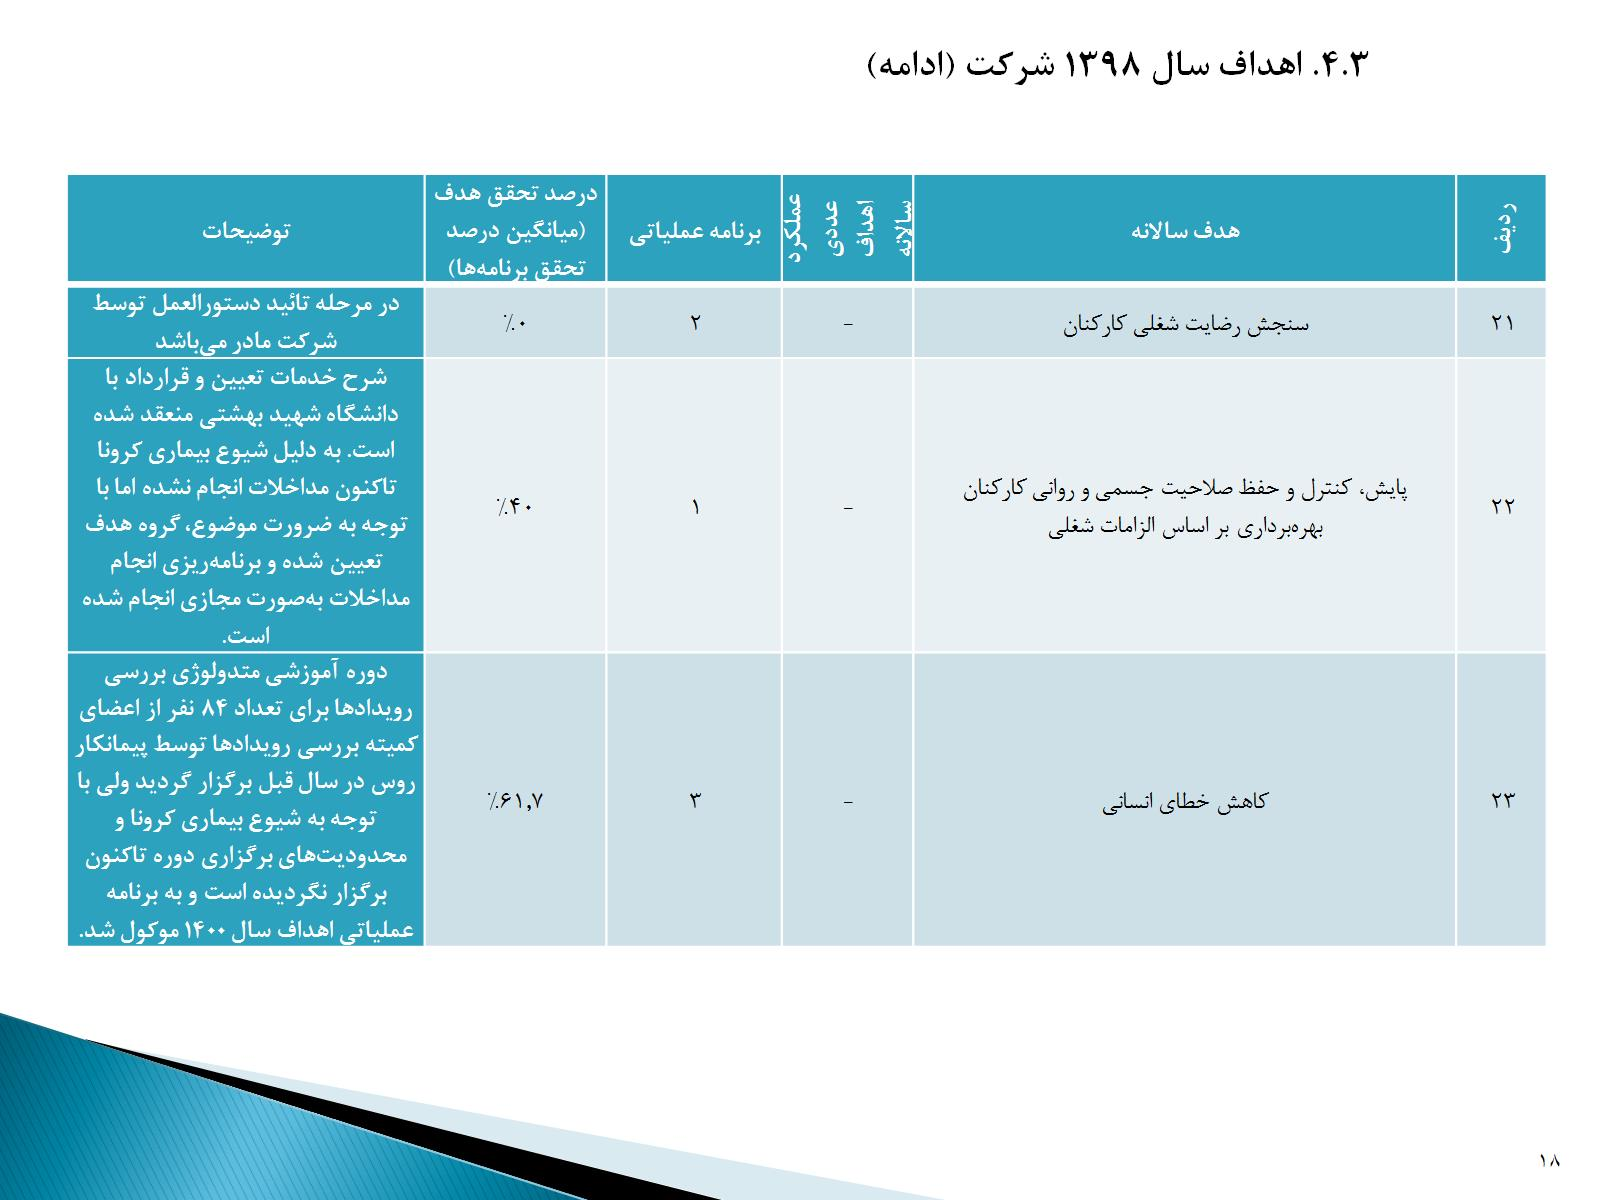 ۴.۳. اهداف سال ۱۳۹۸ شرکت (ادامه)
ردیف
هدف سالانه
عملکرد
عددی
اهداف
سالانه
برنامه عملیاتی
درصد تحقق هدف
(میانگین درصد
تحقق برنامه‌ها)
توضیحات
۲۱
سنجش رضایت شغلی کارکنان
-
۲
۰٪
در مرحله تائید دستورالعمل توسط
شرکت مادر می‌باشد
۲۲
پایش، کنترل و حفظ صلاحیت جسمی و روانی کارکنان
بهره‌برداری بر اساس الزامات شغلی
-
۱
۴۰٪
شرح خدمات تعیین و قرارداد با
دانشگاه شهید بهشتی منعقد شده
است. به دلیل شیوع بیماری کرونا
تاکنون مداخلات انجام نشده اما با
توجه به ضرورت موضوع، گروه هدف
تعیین شده و برنامه‌ریزی انجام
مداخلات به‌صورت مجازی انجام شده
است.
۲۳
کاهش خطای انسانی
-
۳
۶۱,۷٪
دوره آموزشی متدولوژی بررسی
رویدادها برای تعداد ۸۴ نفر از اعضای
کمیته بررسی رویدادها توسط پیمانکار
روس در سال قبل برگزار گردید ولی با
توجه به شیوع بیماری کرونا و
محدودیت‌های برگزاری دوره تاکنون
برگزار نگردیده است و به برنامه
عملیاتی اهداف سال ۱۴۰۰ موکول شد.
۱۸